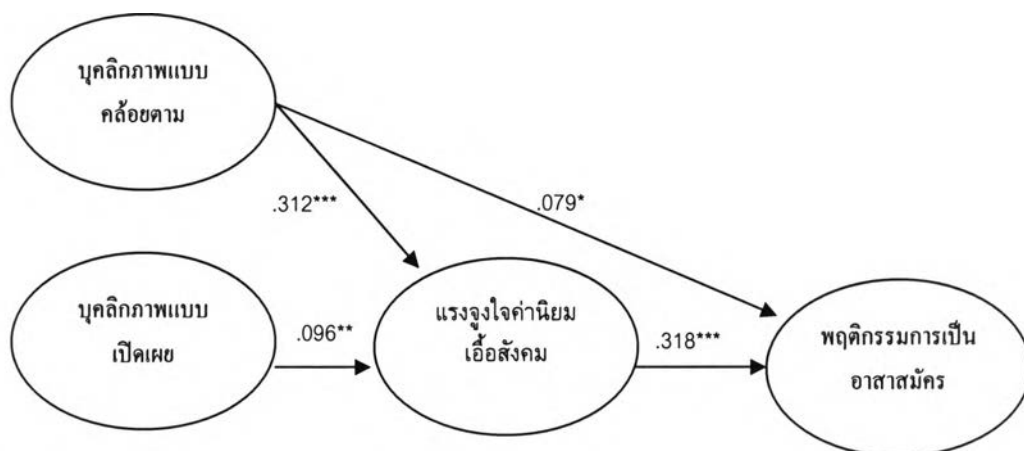 บุคลิกภาพแบบ
คล้อยตาม
.312***
.079*
บุคลิกภาพแบบ
เปิดเผย
.096**
แรงจูงใจค่านิยม
เอื้อสังคม
.318***
พฤติกรรมการเป็น
อาสาสมัคร